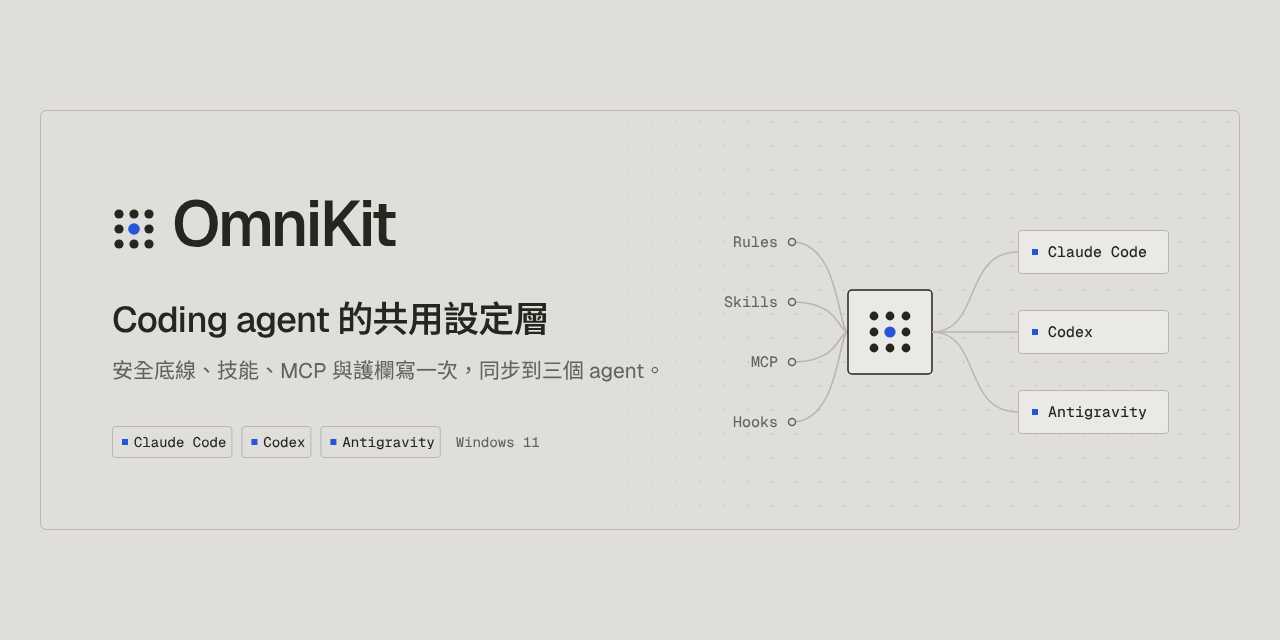 OmniKit
Coding agent 的共用設定層
安全底線、技能、MCP 與護欄寫一次，同步到三個 agent。
Claude Code
Codex
Antigravity
Windows 11
Rules
Skills
MCP
Hooks
Claude Code
Codex
Antigravity